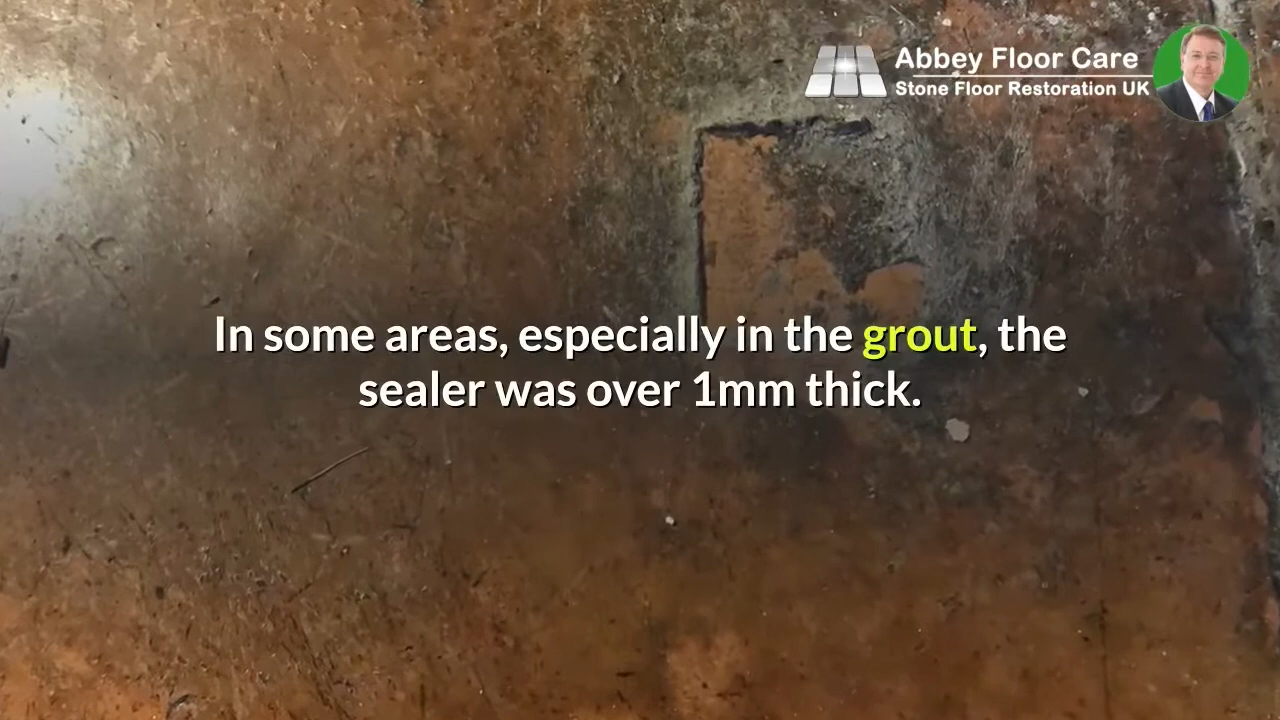 Abbey Floor Care
Stone Floor Restoration UK
In some areas, especially in the grout, the
sealer was over 1mm thick.